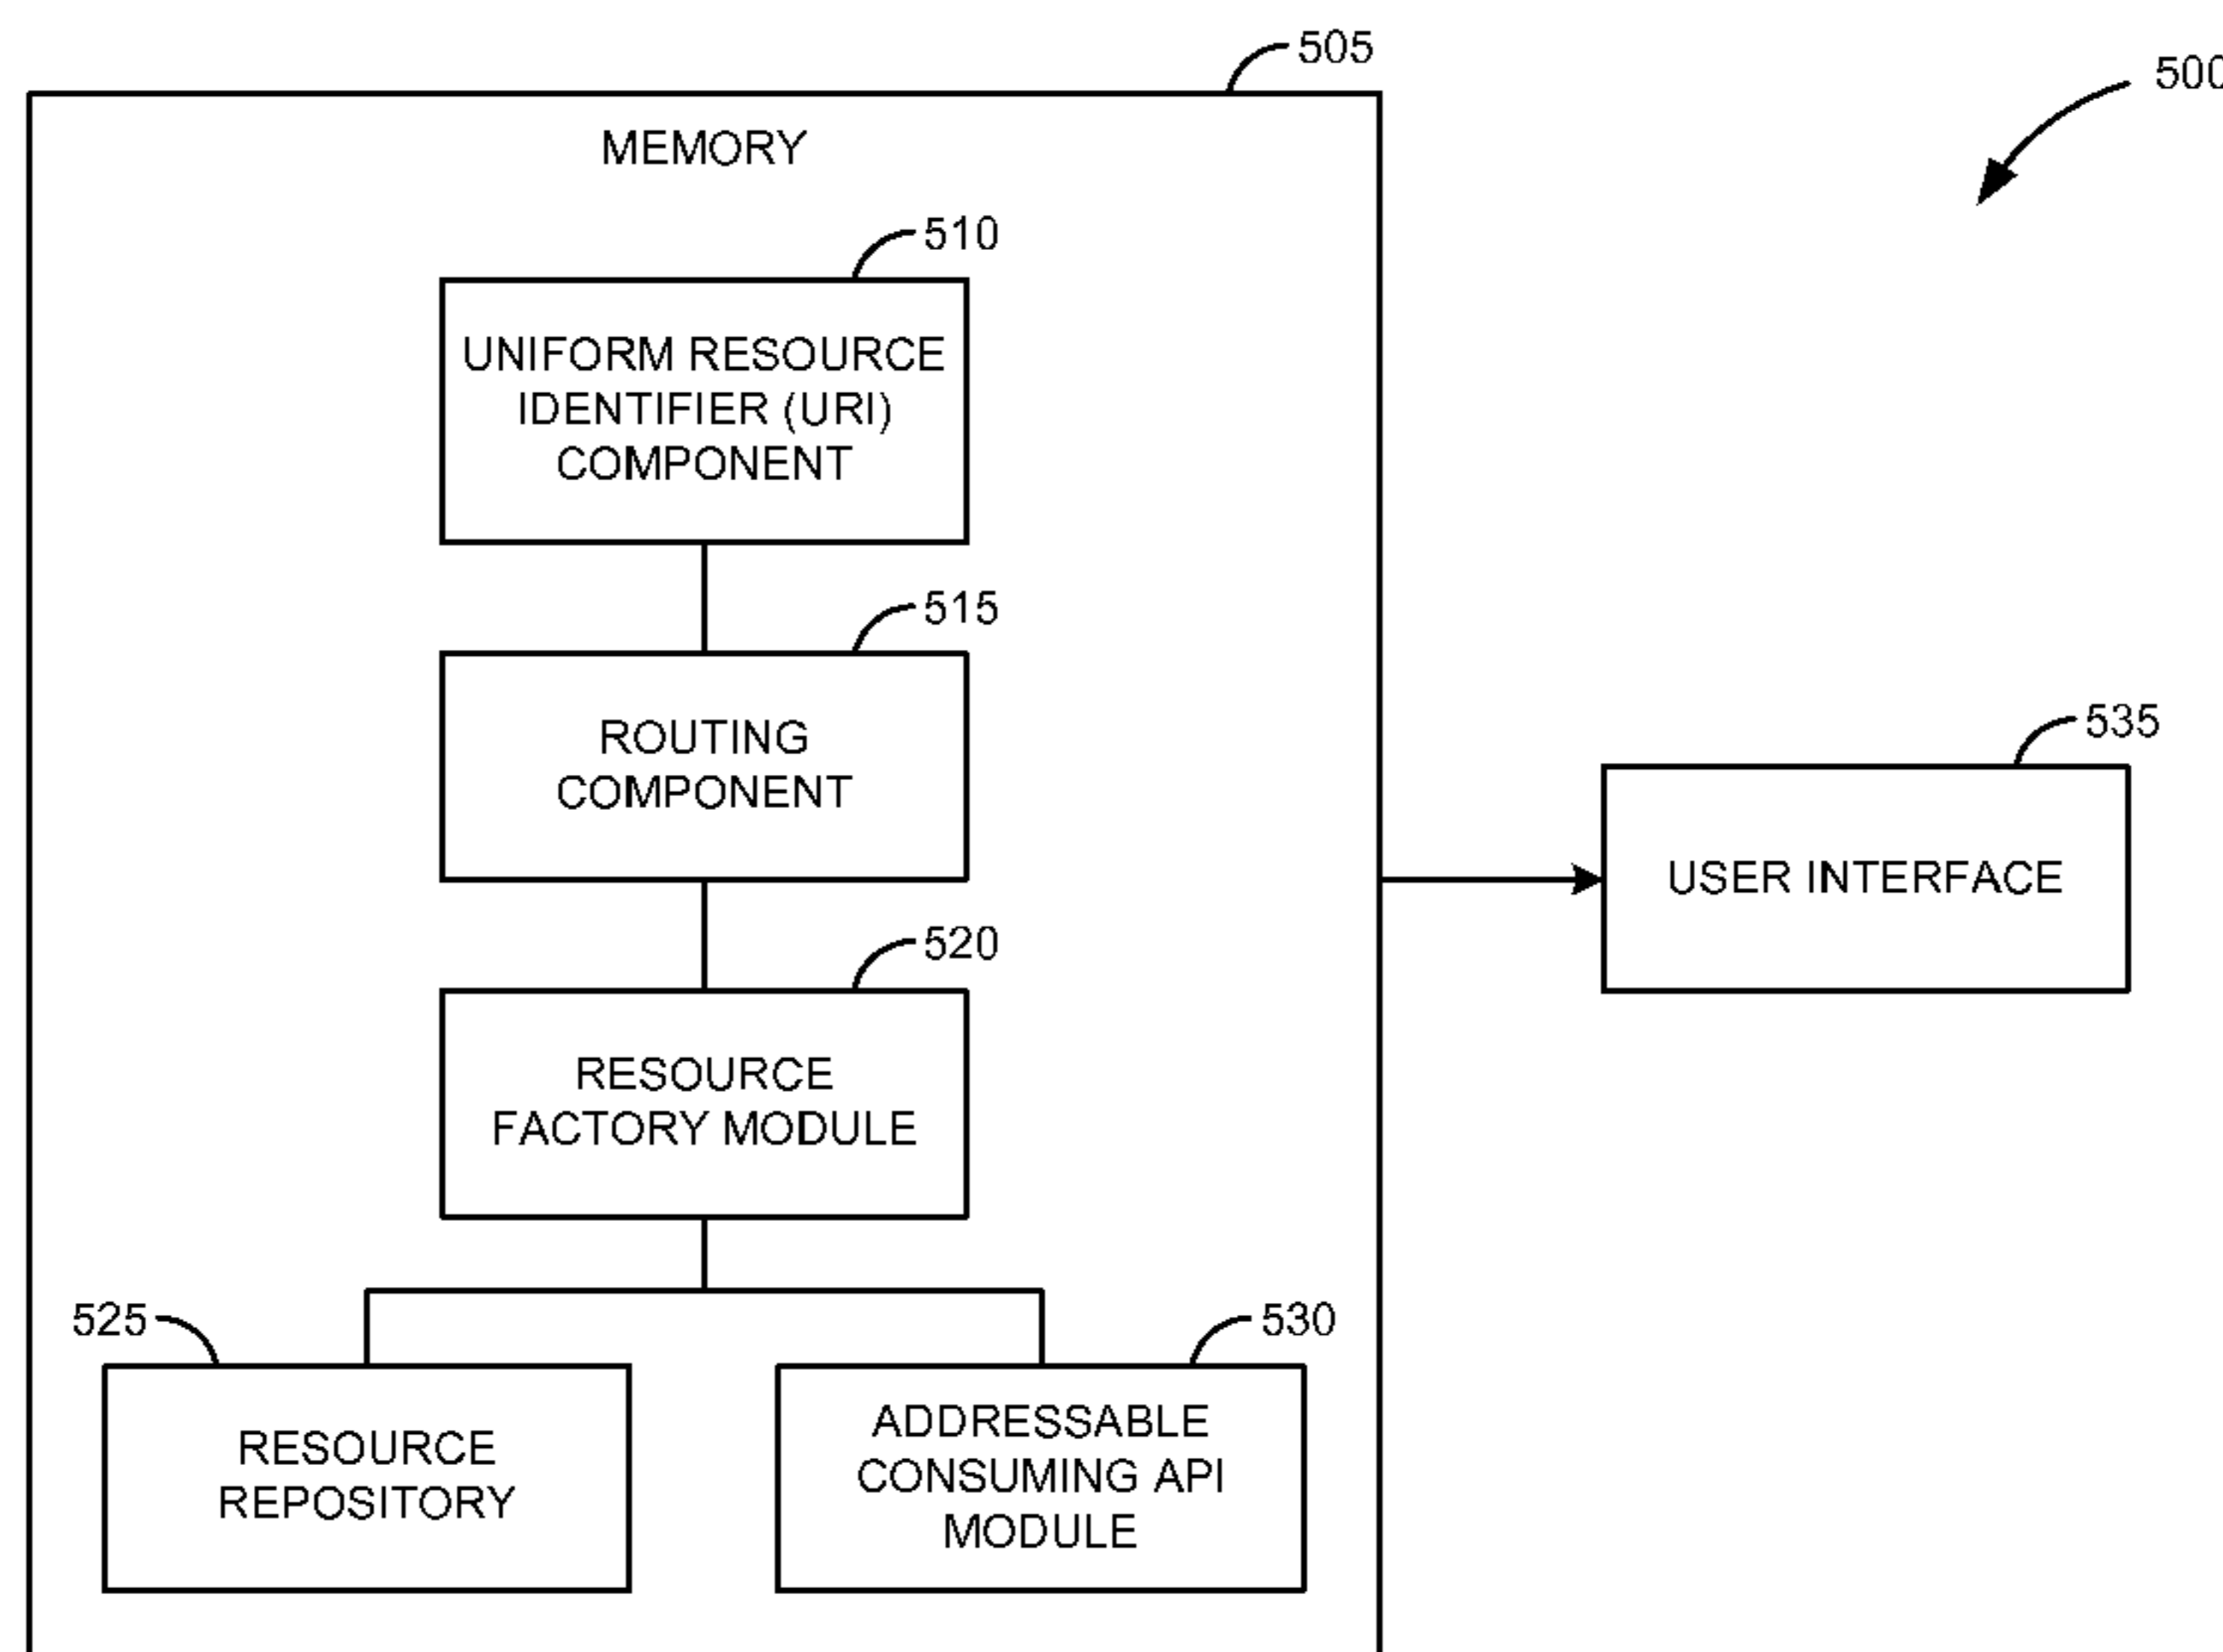 505
500
MEMORY
510
UNIFORM RESOURCE
IDENTIFIER (URI)
COMPONENT
515
ROUTING
COMPONENT
535
USER INTERFACE
520
RESOURCE
FACTORY MODULE
525
RESOURCE
REPOSITORY
530
ADDRESSABLE
CONSUMING API
MODULE